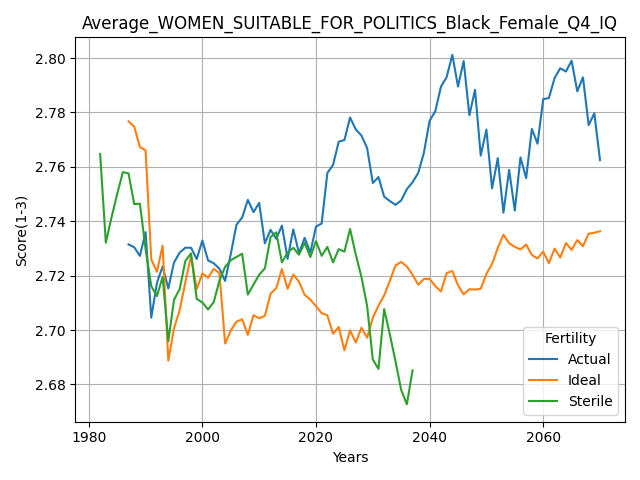 Average_WOMEN_SUITABLE_FOR_POLITICS_Black_Female_Q4_IQ
2.80
2.78
2.76
2.74
2.72
2.70
2.68
Score(1-3)
1980
2000
2020
2040
2060
Years
Fertility
Actual
Ideal
Sterile